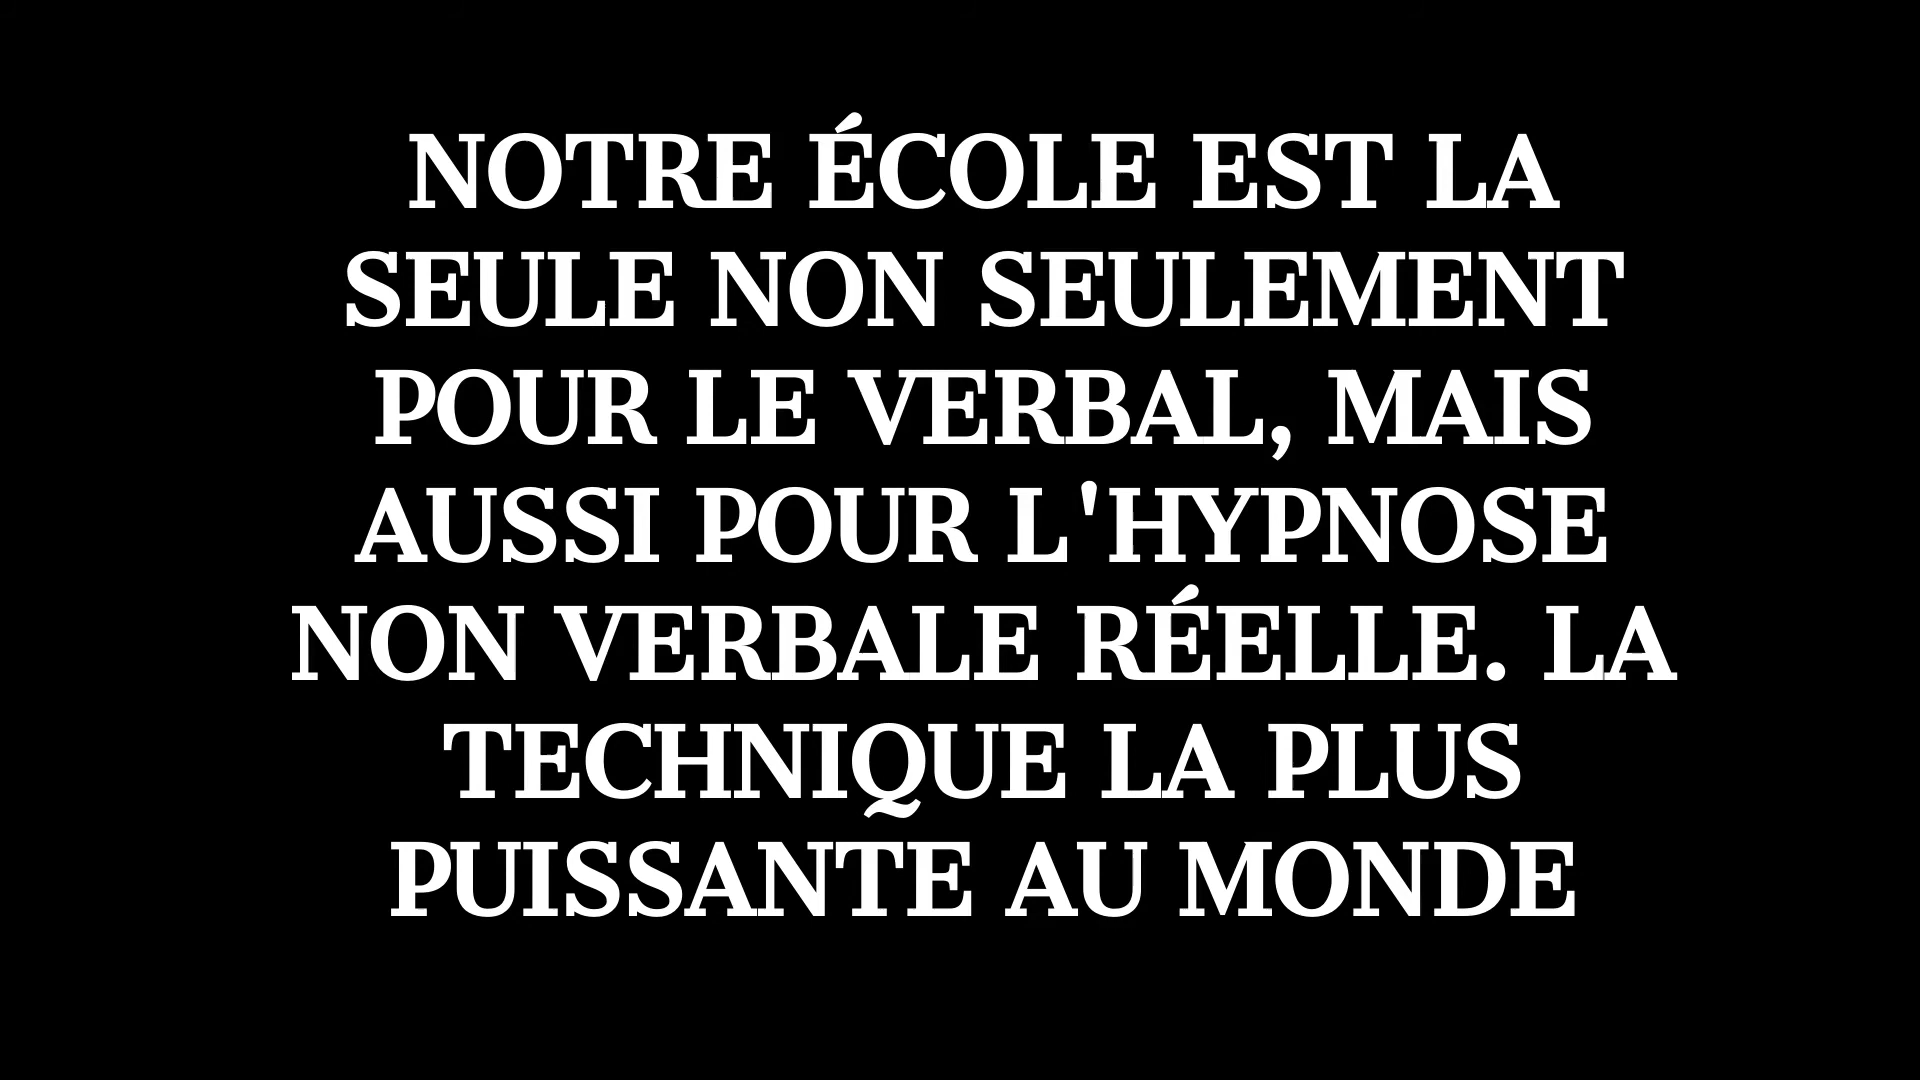 NOTRE ÉCOLE EST LA
SEULE NON SEULEMENT
POUR LE VERBAL, MAIS
AUSSI POUR L'HYPNOSE
NON VERBALE RÉELLE. LA
TECHNIQUE LA PLUS
PUISSANTE AU MONDE